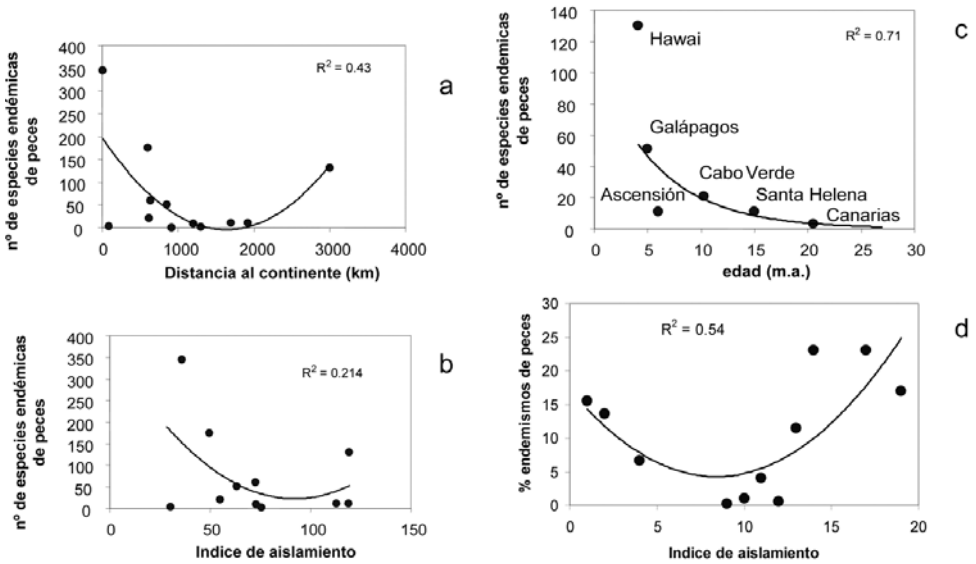 a
nº de especies endémicas
de peces
400
350
300
250
200
150
100
50
0
R² = 0.43
0
1000
2000
3000
4000
Distancia al continente (km)
c
nº de especies endemicas
de peces
140
120
100
80
60
40
20
0
R² = 0.71
Hawai
Galápagos
Cabo Verde
Ascensión
Santa Helena
Canarias
0
5
10
15
20
25
30
edad (m.a.)
b
nº de especies endémicas
de peces
400
350
300
250
200
150
100
50
0
R² = 0.214
0
50
100
150
Indice de aislamiento
d
% endemismos de peces
30
25
20
15
10
5
0
R² = 0.54
0
5
10
15
20
Indice de aislamiento